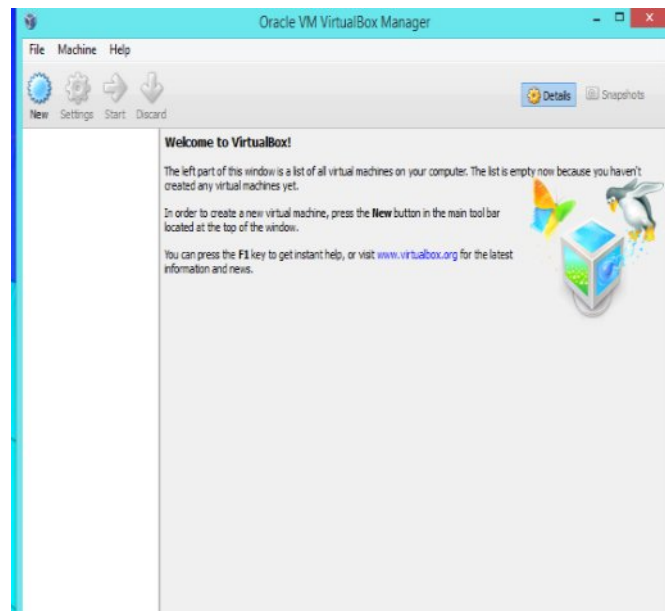 Oracle VM VirtualBox Manager
File Machine Help
New Settings Start Discard
Details Snapshots
Welcome to VirtualBox!
The left part of this window is a list of all virtual machines on your computer. The list is empty now because you haven't
created any virtual machines yet.
In order to create a new virtual machine, press the New button in the main tool bar
located at the top of the window.
You can press the F1 key to get instant help, or visit www.virtualbox.org for the latest
information and news.